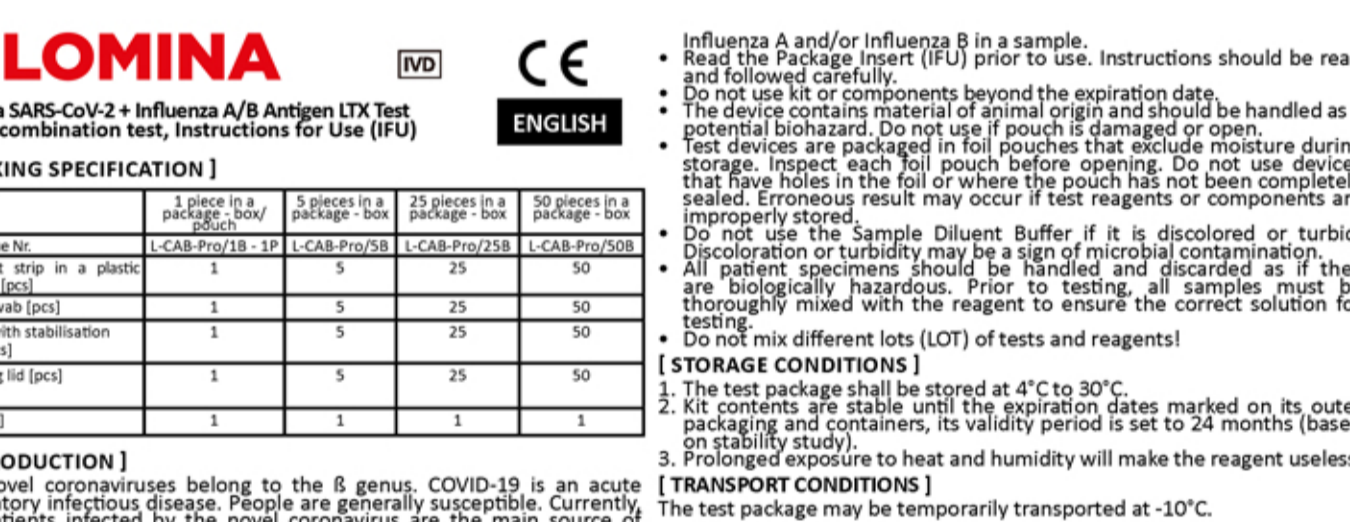 LOMINA
IVD
CE
SARS-CoV-2 + Influenza A/B Antigen LTX Test
combination test, Instructions for Use (IFU)
ENGLISH
KING SPECIFICATION ]
1 piece in a package - box/ pouch 5 pieces in a package - box 25 pieces in a package - box 50 pieces in a package - box
Nr. L-CAB-Pro/1B - 1P L-CAB-Pro/5B L-CAB-Pro/25B L-CAB-Pro/50B
strip in a plastic [pcs] 1 5 25 50
[pcs] 1 5 25 50
stabilisation 1 5 25 50
lid [pcs] 1 5 25 50
1 1 1 1
ODUCTION ]
ovel coronaviruses belong to the ß genus. COVID-19 is an acute
tory infectious disease. People are generally susceptible. Currently,
tients infected by the novel coronavirus are the main source of
Influenza A and/or Influenza B in a sample.
• Read the Package Insert (IFU) prior to use. Instructions should be rea
and followed carefully.
• Do not use kit or components beyond the expiration date.
• The device contains material of animal origin and should be handled as
potential biohazard. Do not use if pouch is damaged or open.
• Test devices are packaged in foil pouches that exclude moisture durin
storage. Inspect each foil pouch before opening. Do not use device
that have holes in the foil or where the pouch has not been completel
sealed. Erroneous result may occur if test reagents or components ar
improperly stored.
• Do not use the Sample Diluent Buffer if it is discolored or turbid
Discoloration or turbidity may be a sign of microbial contamination.
• All patient specimens should be handled and discarded as if the
are biologically hazardous. Prior to testing, all samples must b
thoroughly mixed with the reagent to ensure the correct solution fo
testing.
• Do not mix different lots (LOT) of tests and reagents!
[ STORAGE CONDITIONS ]
1. The test package shall be stored at 4°C to 30°C.
2. Kit contents are stable until the expiration dates marked on its oute
packaging and containers, its validity period is set to 24 months (base
on stability study).
3. Prolonged exposure to heat and humidity will make the reagent useless
[ TRANSPORT CONDITIONS ]
The test package may be temporarily transported at -10°C.